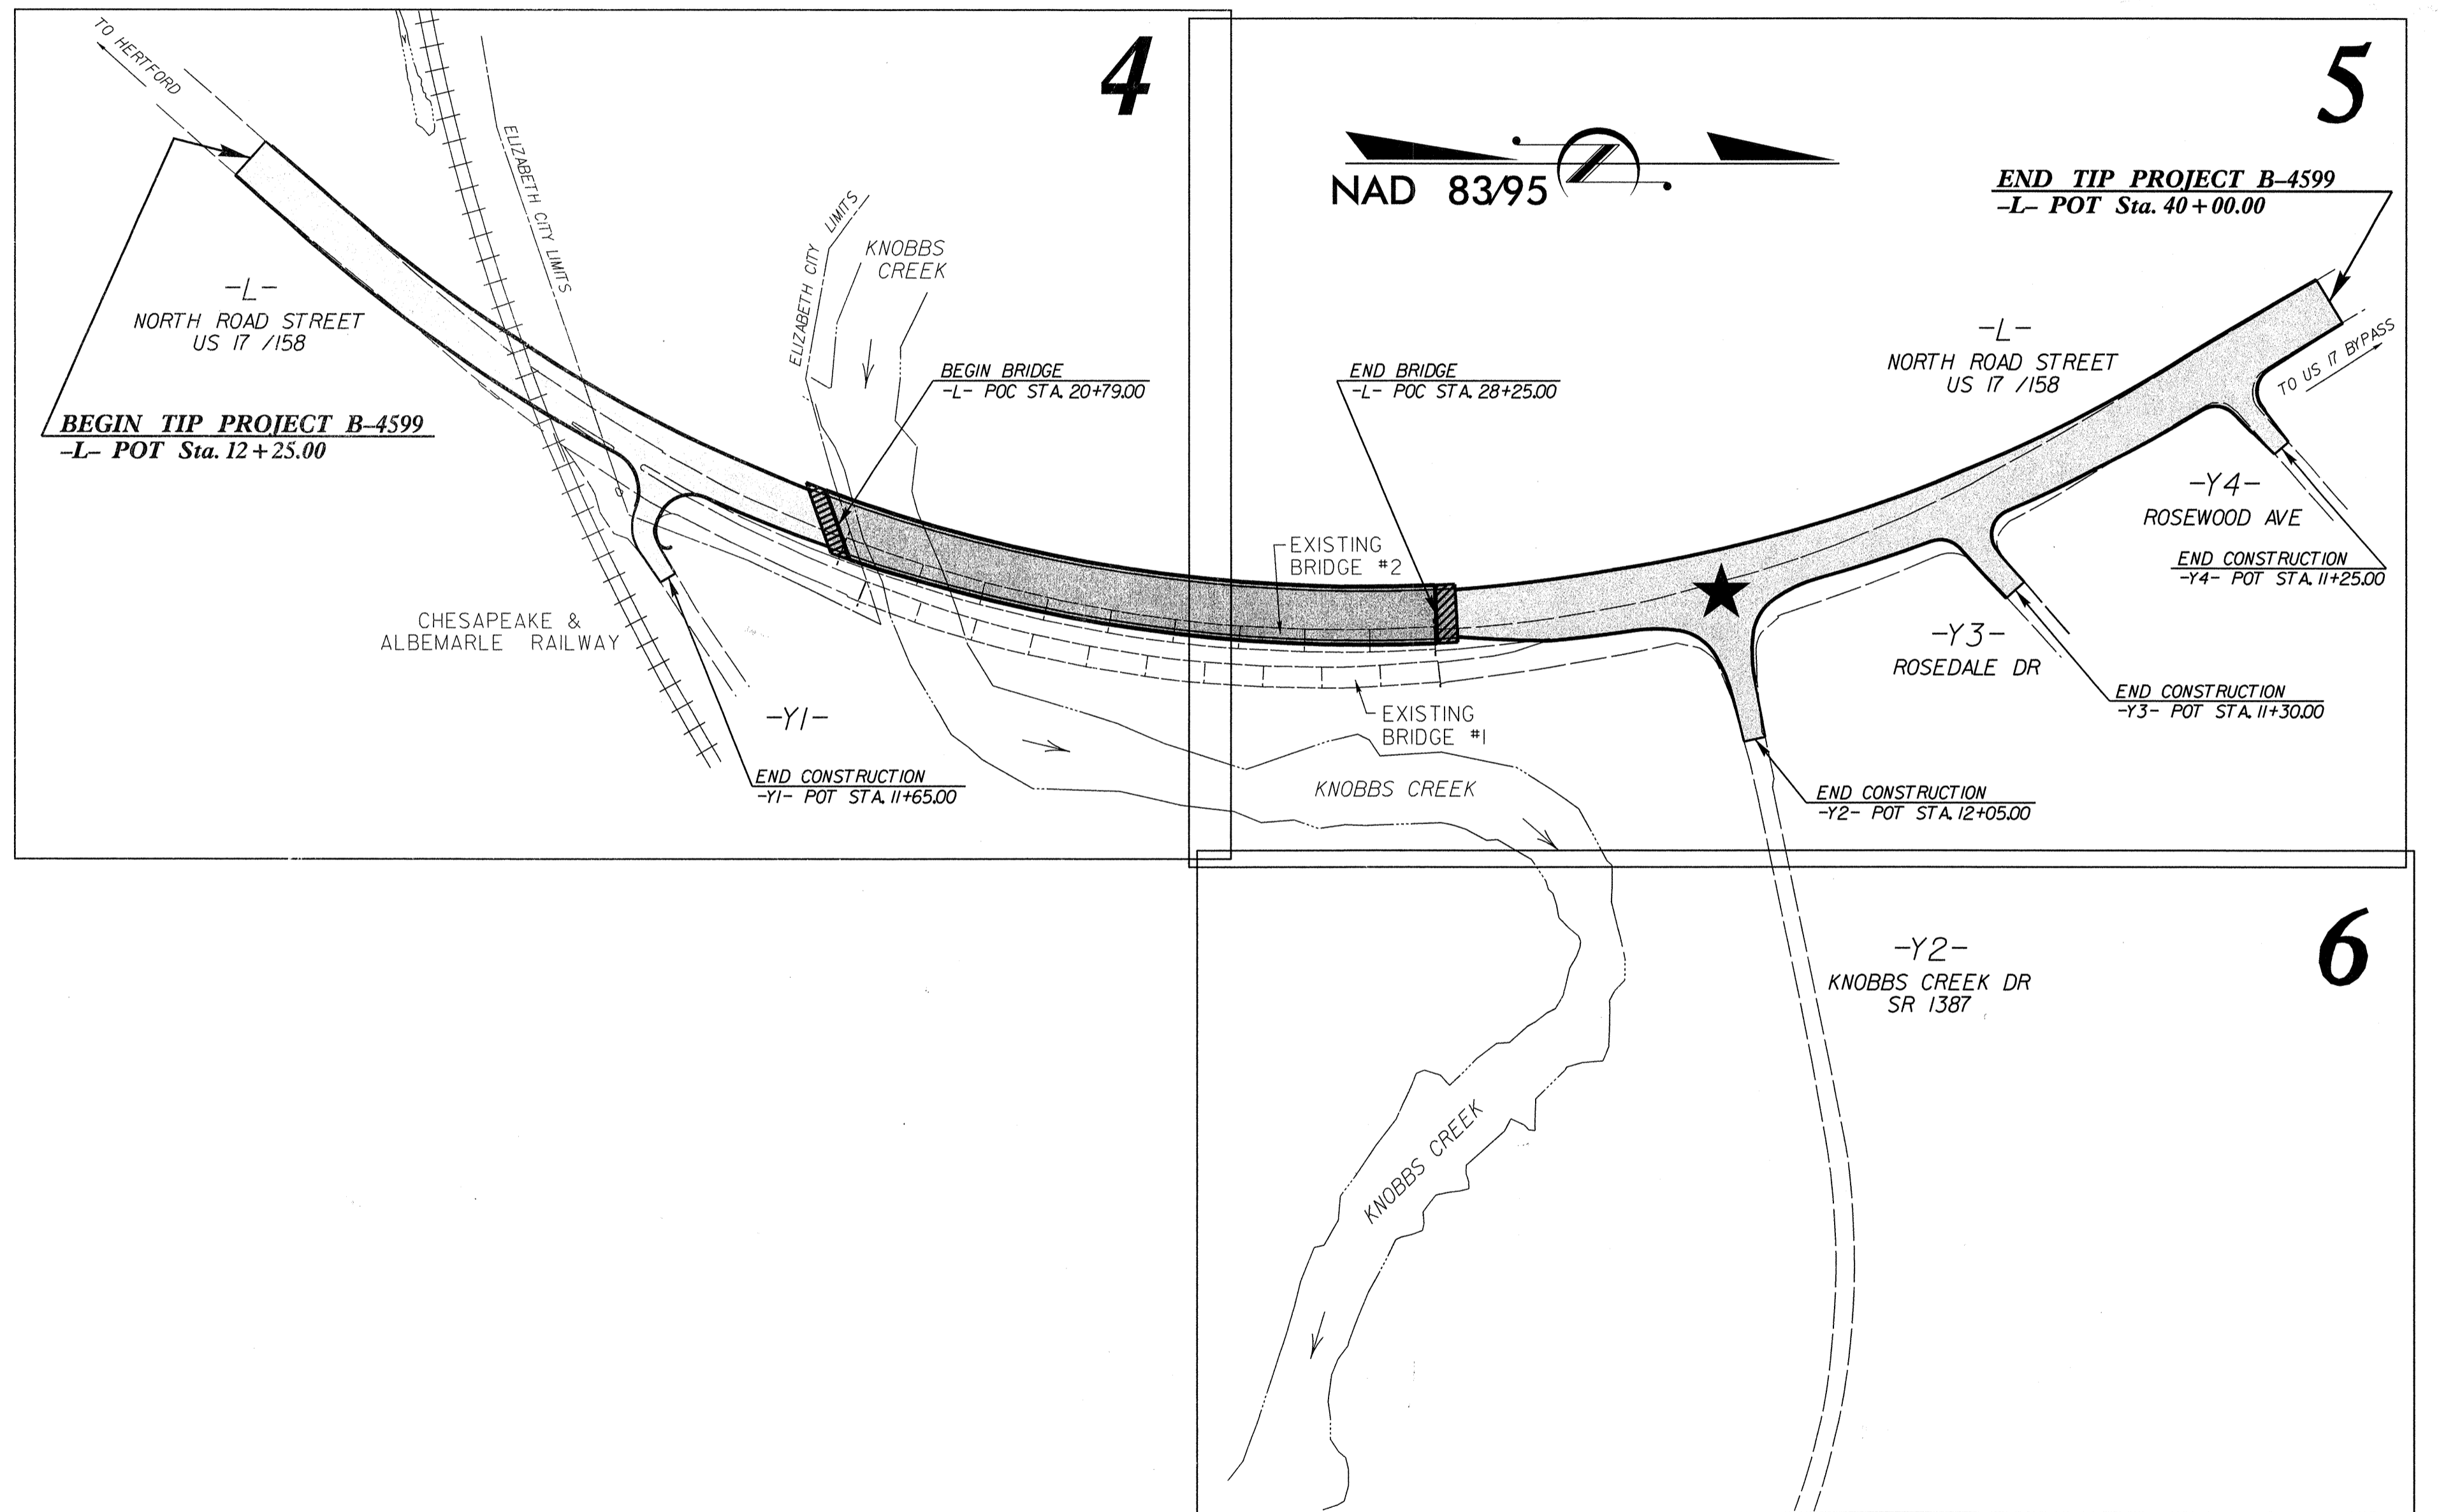 TO HERTFORD
4
5
ELIZABETH CITY LIMITS
ELIZABETH CITY LIMITS
KNOBBS
CREEK
NAD 83/95
END TIP PROJECT B-4599
-L- POT Sta. 40+00.00
-L-
NORTH ROAD STREET
US 17 /158
BEGIN TIP PROJECT B-4599
-L- POT Sta. 12+25.00
BEGIN BRIDGE
-L- POC STA. 20+79.00
END BRIDGE
-L- POC STA. 28+25.00
-L-
NORTH ROAD STREET
US 17 /158
TO US 17 BYPASS
-Y4-
ROSEWOOD AVE
END CONSTRUCTION
-Y4- POT STA. 11+25.00
EXISTING
BRIDGE #2
CHESAPEAKE &
ALBEMARLE RAILWAY
-Y3-
ROSEDALE DR
END CONSTRUCTION
-Y3- POT STA. 11+30.00
-Y1-
EXISTING
BRIDGE #1
END CONSTRUCTION
-Y1- POT STA. 11+65.00
KNOBBS CREEK
END CONSTRUCTION
-Y2- POT STA. 12+05.00
6
-Y2-
KNOBBS CREEK DR
SR 1387
KNOBBS CREEK